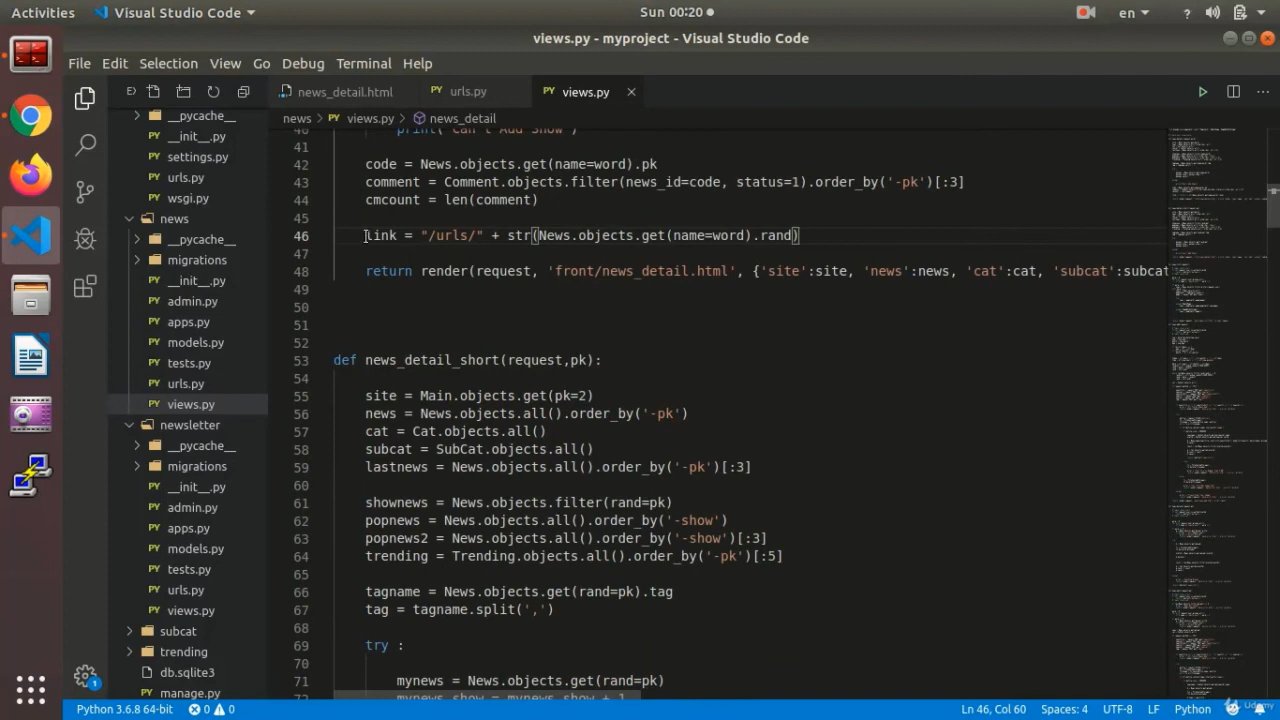 Activities
Visual Studio Code
Sun 00:20
en
views.py - myproject - Visual Studio Code
File Edit Selection View Go Debug Terminal Help
news_detail.html
urls.py
views.py
news > views.py > news_detail
__pycache__
__init__.py
settings.py
urls.py
wsgi.py
news
__pycache__
migrations
__init__.py
admin.py
apps.py
models.py
tests.py
urls.py
views.py
newsletter
__pycache__
migrations
__init__.py
admin.py
apps.py
models.py
tests.py
urls.py
views.py
subcat
trending
db.sqlite3
manage.py
40 print("Can't Add Show")
41
42 code = News.objects.get(name=word).pk
43 comment = Comment.objects.filter(news_id=code, status=1).order_by('-pk')[:3]
44 cmcount = len(comment)
45
46 link = "/urls/" + str(News.objects.get(name=word).rand)
47
48 return render(request, 'front/news_detail.html', {'site':site, 'news':news, 'cat':cat, 'subcat':subcat
49
50
51
52
53 def news_detail_short(request,pk):
54
55 site = Main.objects.get(pk=2)
56 news = News.objects.all().order_by('-pk')
57 cat = Cat.objects.all()
58 subcat = SubCat.objects.all()
59 lastnews = News.objects.all().order_by('-pk')[:3]
60
61 shownews = News.objects.filter(rand=pk)
62 popnews = News.objects.all().order_by('-show')
63 popnews2 = News.objects.all().order_by('-show')[:3]
64 trending = Trending.objects.all().order_by('-pk')[:5]
65
66 tagname = News.objects.get(rand=pk).tag
67 tag = tagname.split(',')
68
69 try :
70
71 mynews = News.objects.get(rand=pk)
72 mynews.show = mynews.show + 1
Python 3.6.8 64-bit
0
0
Ln 46, Col 60
Spaces: 4
UTF-8
LF
Python
Udemy
1